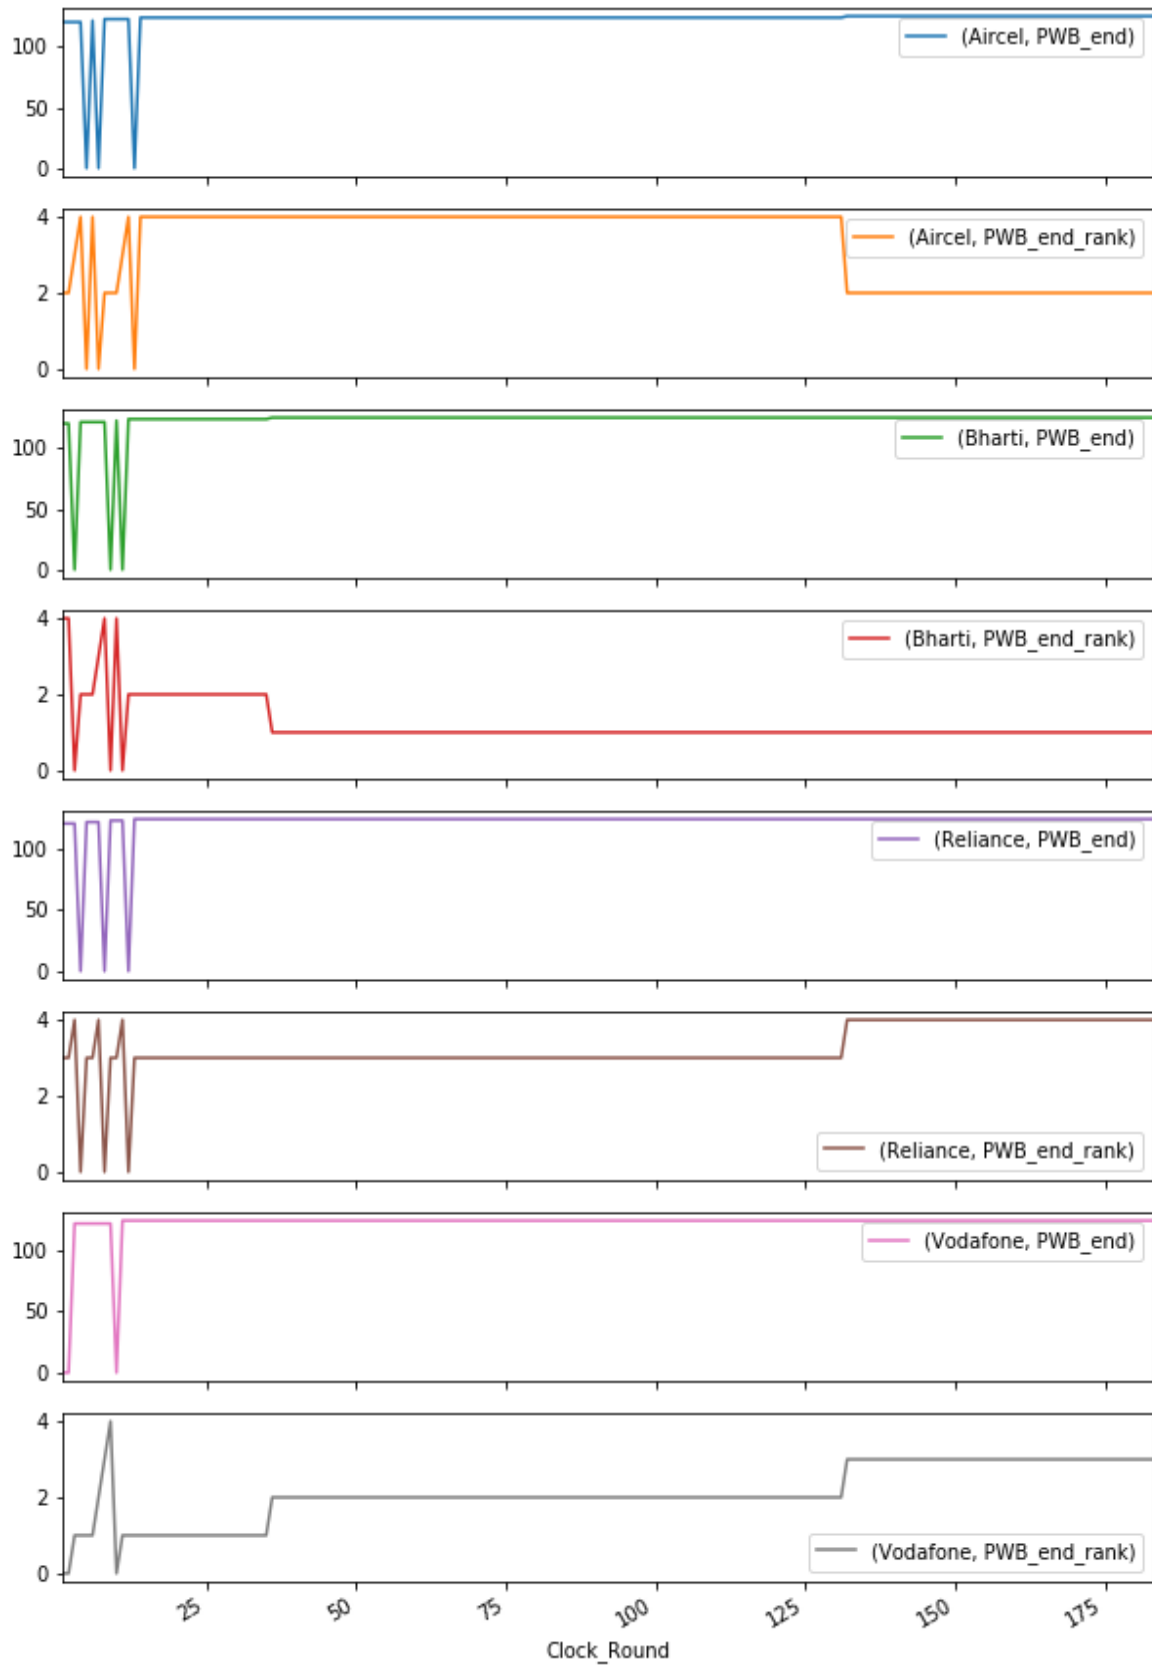 100
50
0
(Aircel, PWB_end)
4
2
0
(Aircel, PWB_end_rank)
100
50
0
(Bharti, PWB_end)
4
2
0
(Bharti, PWB_end_rank)
100
50
0
(Reliance, PWB_end)
4
2
0
(Reliance, PWB_end_rank)
100
50
0
(Vodafone, PWB_end)
4
2
0
(Vodafone, PWB_end_rank)
25 50 75 100 125 150 175
Clock_Round